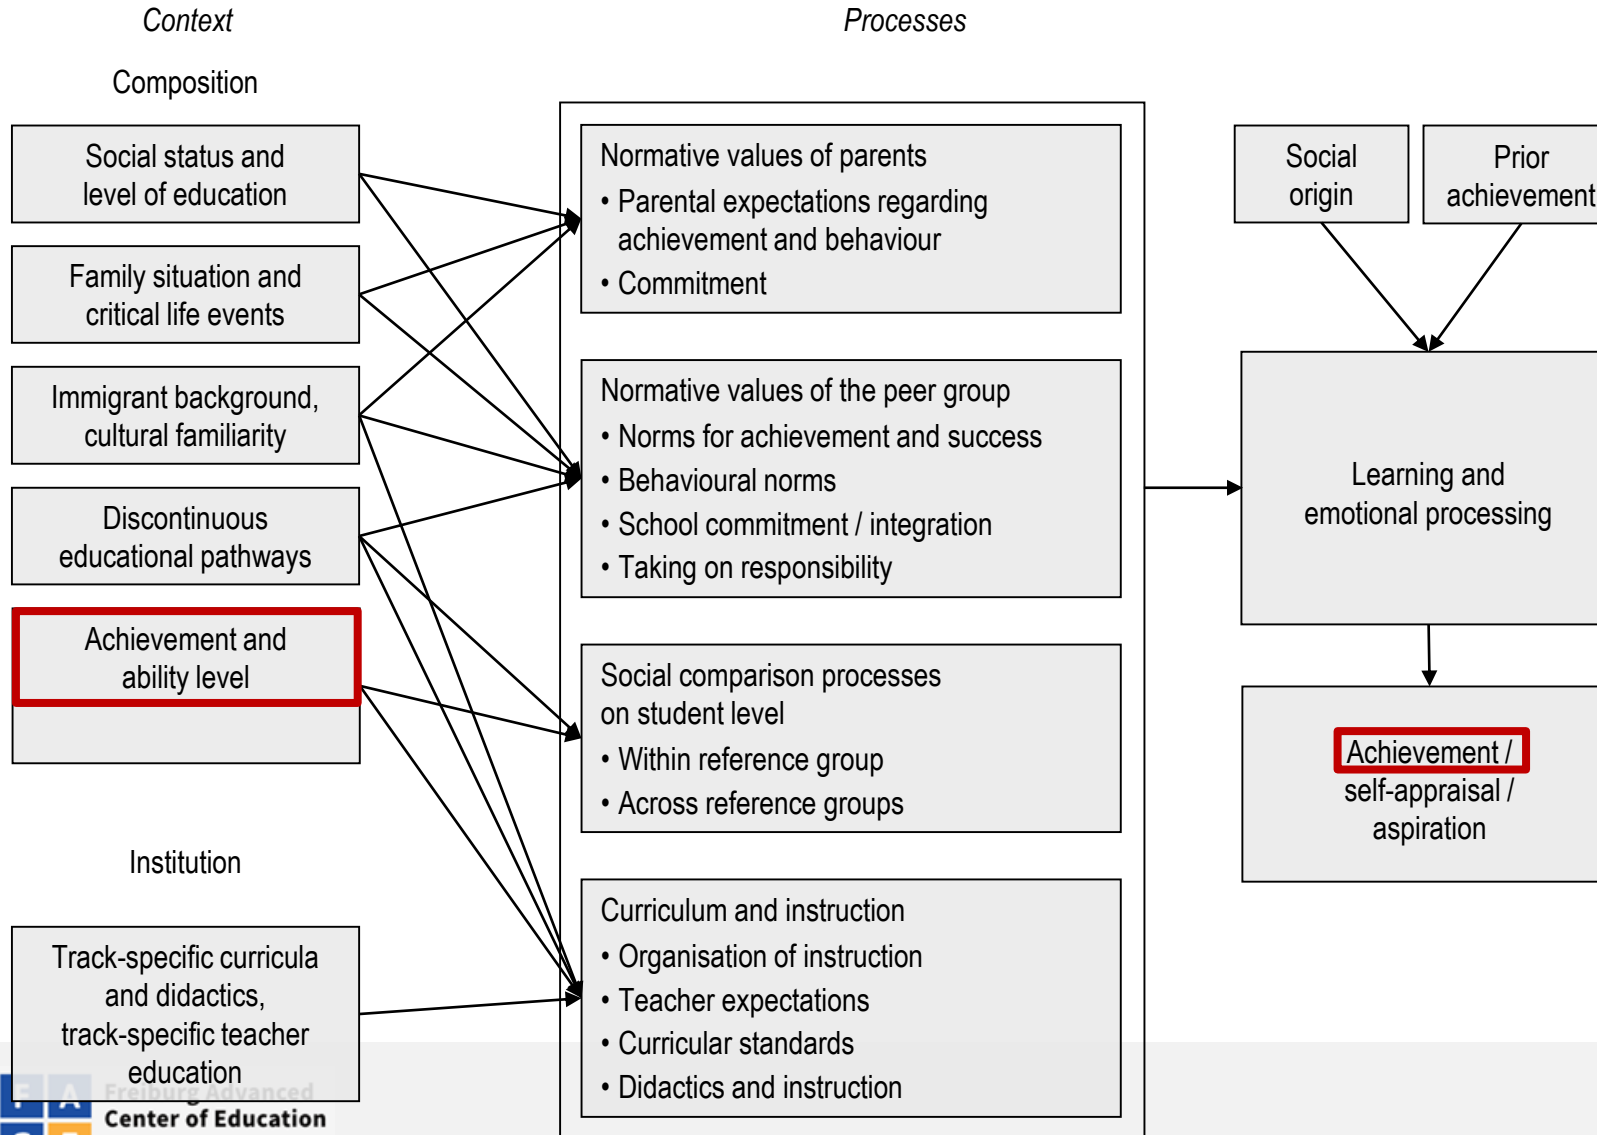 Context
Processes
Composition
Social status and
level of education
Family situation and
critical life events
Immigrant background,
cultural familiarity
Discontinuous
educational pathways
Achievement and
ability level
Institution
Track-specific curricula
and didactics,
track-specific teacher
education
Normative values of parents
• Parental expectations regarding
achievement and behaviour
• Commitment
Normative values of the peer group
• Norms for achievement and success
• Behavioural norms
• School commitment / integration
• Taking on responsibility
Social comparison processes
on student level
• Within reference group
• Across reference groups
Curriculum and instruction
• Organisation of instruction
• Teacher expectations
• Curricular standards
• Didactics and instruction
Social
origin
Prior
achievement
Learning and
emotional processing
Achievement /
self-appraisal /
aspiration
F A
Freiburg Advanced
Center of Education